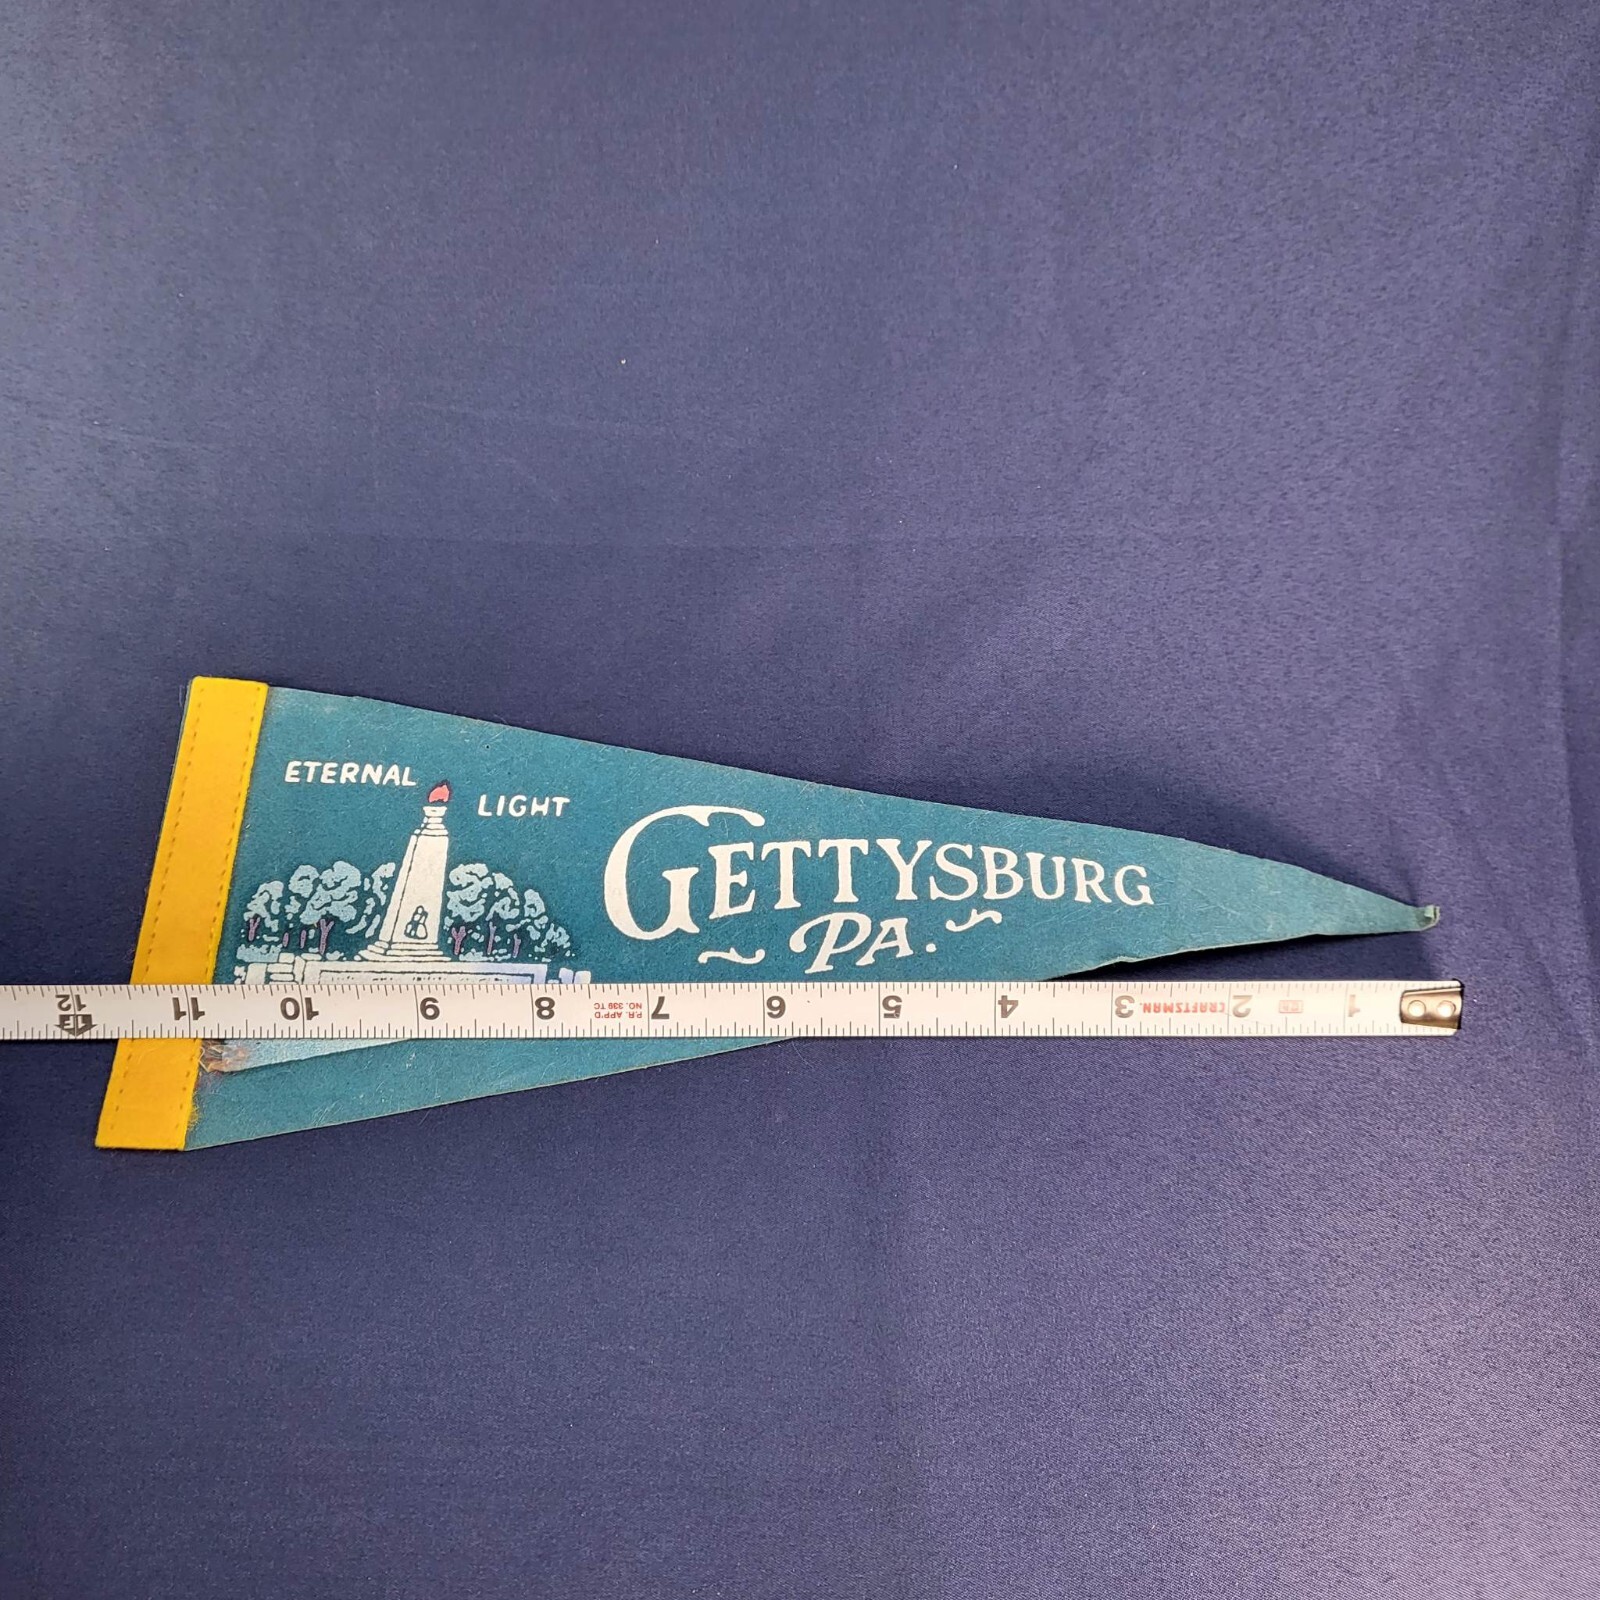 ETERNAL
LIGHT
GETTYSBURG
~ PA. ~
1 2 CRAFTSMAN. 3 4 5 6 7 P.R. APP'D 8 9 10 11 12
NO. 339 TC
1F